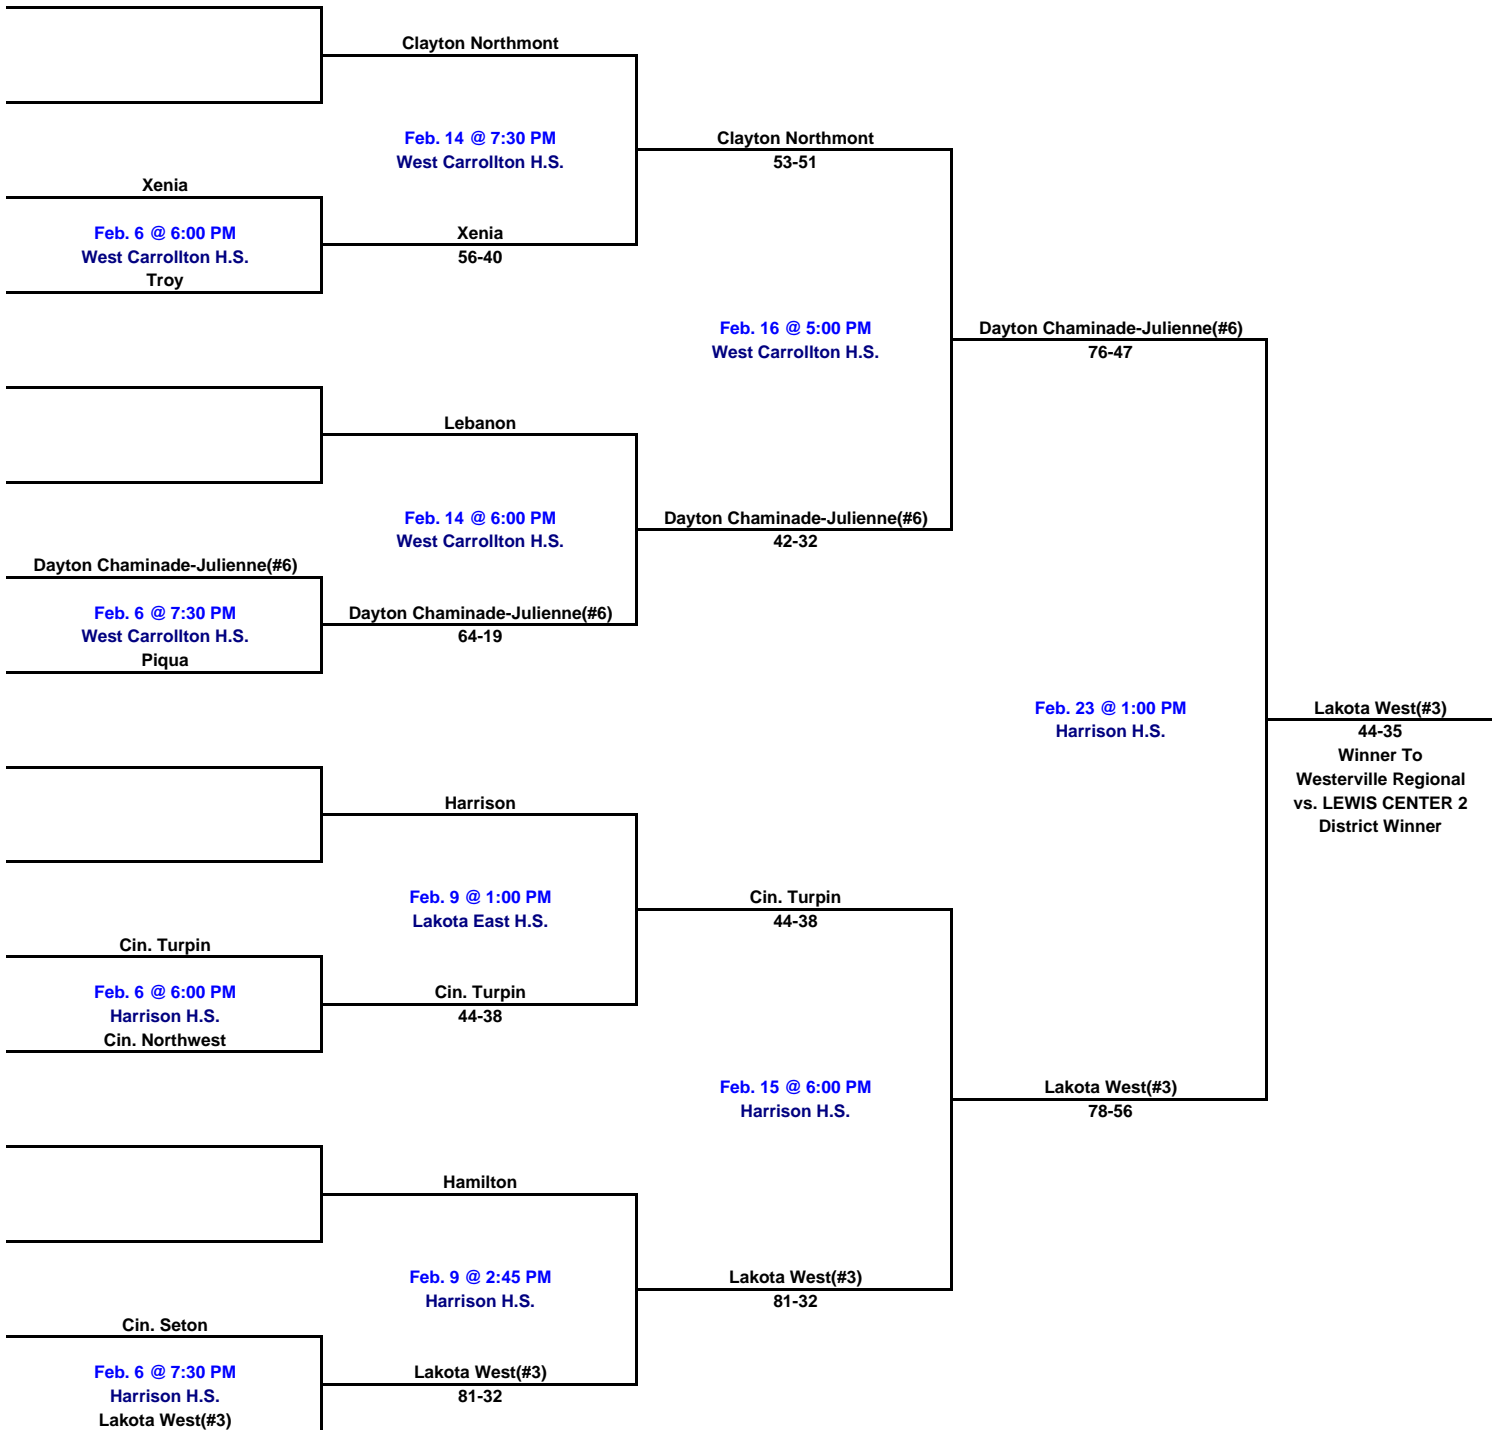 Clayton Northmont
Feb. 14 @ 7:30 PM
West Carrollton H.S.
Clayton Northmont
53-51
Xenia
Feb. 6 @ 6:00 PM
West Carrollton H.S.
Troy
Xenia
56-40
Feb. 16 @ 5:00 PM
West Carrollton H.S.
Dayton Chaminade-Julienne(#6)
76-47
Lebanon
Feb. 14 @ 6:00 PM
West Carrollton H.S.
Dayton Chaminade-Julienne(#6)
42-32
Dayton Chaminade-Julienne(#6)
Feb. 6 @ 7:30 PM
West Carrollton H.S.
Piqua
Dayton Chaminade-Julienne(#6)
64-19
Feb. 23 @ 1:00 PM
Harrison H.S.
Lakota West(#3)
44-35
Winner To
Westerville Regional
vs. LEWIS CENTER 2
District Winner
Harrison
Feb. 9 @ 1:00 PM
Lakota East H.S.
Cin. Turpin
44-38
Cin. Turpin
Feb. 6 @ 6:00 PM
Harrison H.S.
Cin. Northwest
Cin. Turpin
44-38
Feb. 15 @ 6:00 PM
Harrison H.S.
Lakota West(#3)
78-56
Hamilton
Feb. 9 @ 2:45 PM
Harrison H.S.
Lakota West(#3)
81-32
Cin. Seton
Feb. 6 @ 7:30 PM
Harrison H.S.
Lakota West(#3)
Lakota West(#3)
81-32